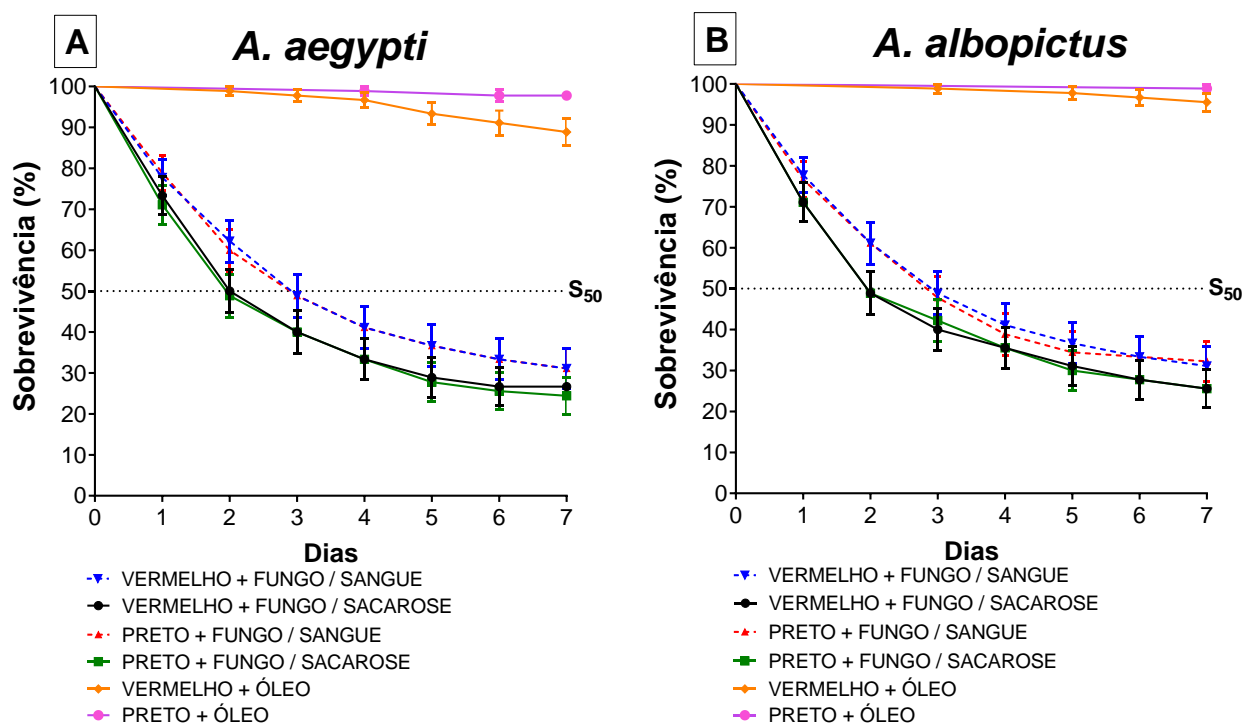 A
A. aegypti
Sobrevivência (%)
100
90
80
70
60
50
40
30
20
10
0
S50
0 1 2 3 4 5 6 7
Dias
VERMELHO + FUNGO / SANGUE
VERMELHO + FUNGO / SACAROSE
PRETO + FUNGO / SANGUE
PRETO + FUNGO / SACAROSE
VERMELHO + ÓLEO
PRETO + ÓLEO
B
A. albopictus
Sobrevivência (%)
100
90
80
70
60
50
40
30
20
10
0
S50
0 1 2 3 4 5 6 7
Dias
VERMELHO + FUNGO / SANGUE
VERMELHO + FUNGO / SACAROSE
PRETO + FUNGO / SANGUE
PRETO + FUNGO / SACAROSE
VERMELHO + ÓLEO
PRETO + ÓLEO